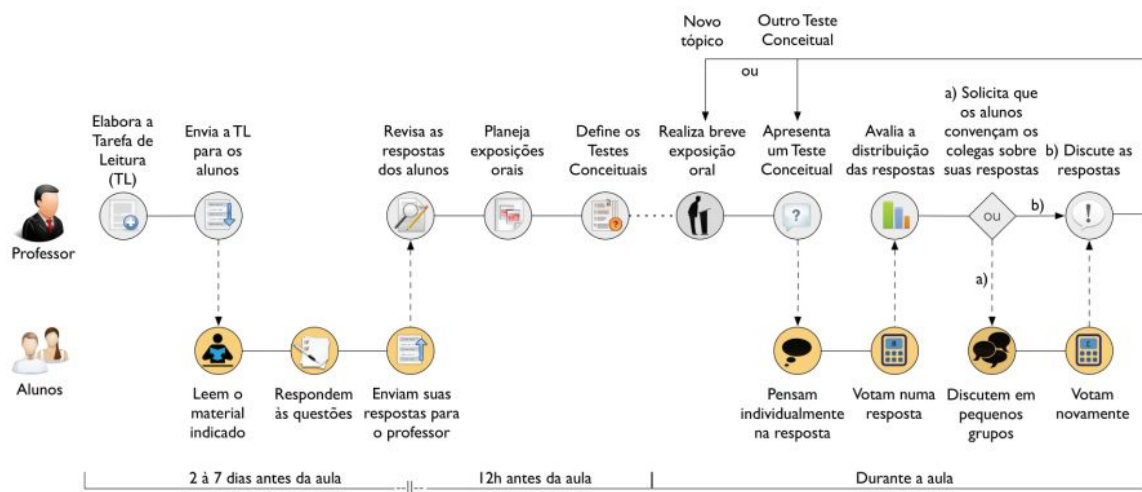 Novo
tópico
Outro Teste
Conceitual
ou
Elabora a
Tarefa de
Leitura
(TL)
Envia a TL
para os
alunos
Revisa as
respostas
dos alunos
Planeja
exposições
orais
Define os
Testes
Conceituais
Realiza breve
exposição
oral
Apresenta
um Teste
Conceitual
Avalia a
distribuição
das respostas
a) Solicita que
os alunos
convençam os
colegas sobre
suas respostas
b) Discute as
respostas
?
ou
b)
!
Professor
a)
Alunos
Leem o
material
indicado
Respondem
às questões
Enviam suas
respostas para
o professor
Pensam
individualmente
na resposta
Votam numa
resposta
Discutem em
pequenos
grupos
Votam
novamente
2 à 7 dias antes da aula
12h antes da aula
Durante a aula